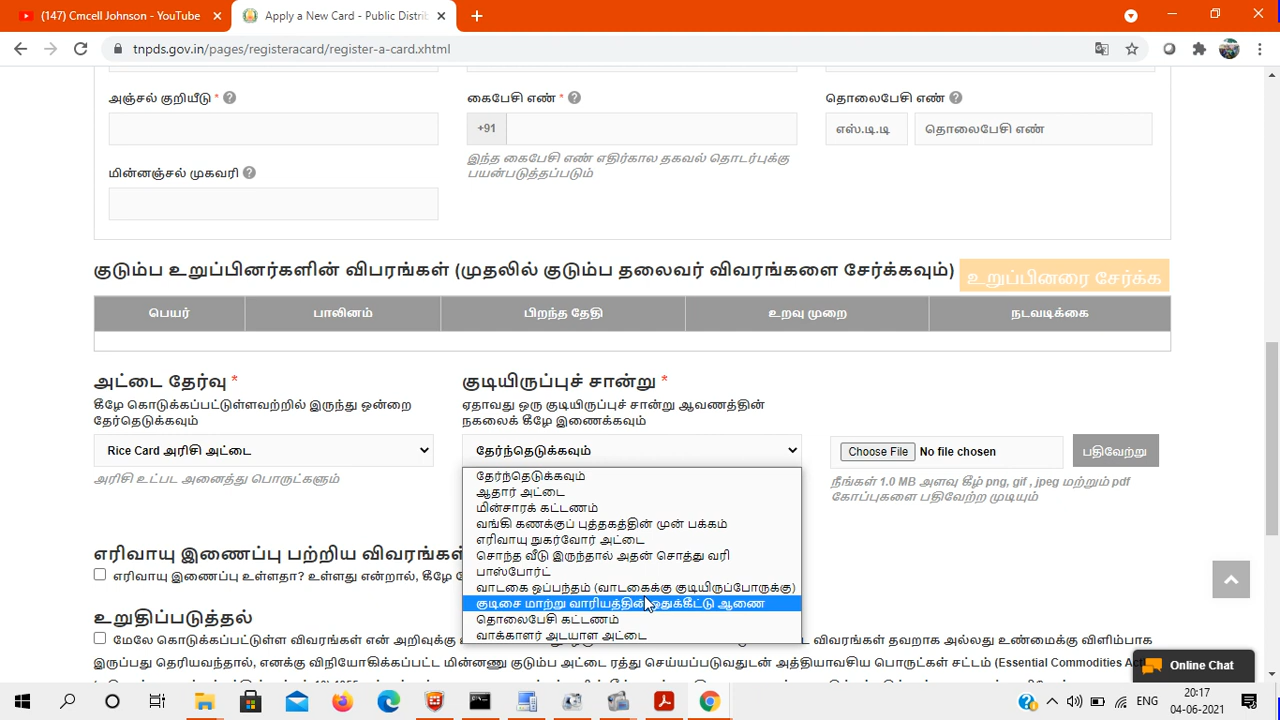 (147) Cmcell Johnson - YouTube
Apply a New Card - Public Distrib
tnpds.gov.in/pages/registeracard/register-a-card.xhtml
அஞ்சல் குறியீடு *
கைபேசி எண் *
தொலைபேசி எண்
+91
எஸ்.டி.டி
தொலைபேசி எண்
இந்த கைபேசி எண் எதிர்கால தகவல் தொடர்புக்கு
பயன்படுத்தப்படும்
மின்னஞ்சல் முகவரி
குடும்ப உறுப்பினர்களின் விபரங்கள் (முதலில் குடும்ப தலைவர் விவரங்களை சேர்க்கவும்)
உறுப்பினரை சேர்க்க
பெயர்
பாலினம்
பிறந்த தேதி
உறவு முறை
நடவடிக்கை
அட்டை தேர்வு *
கீழே கொடுக்கப்பட்டுள்ளவற்றில் இருந்து ஒன்றை
தேர்தெடுக்கவும்
Rice Card அரிசி அட்டை
அரிசி உட்பட அனைத்து பொருட்களும்
குடியிருப்புச் சான்று *
ஏதாவது ஒரு குடியிருப்புச் சான்று ஆவணத்தின்
நகலைக் கீழே இணைக்கவும்
தேர்ந்தெடுக்கவும்
தேர்ந்தெடுக்கவும்
ஆதார் அட்டை
மின்சாரக் கட்டணம்
வங்கி கணக்குப் புத்தகத்தின் முன் பக்கம்
எரிவாயு நுகர்வோர் அட்டை
சொந்த வீடு இருந்தால் அதன் சொத்து வரி
பாஸ்போர்ட்
வாடகை ஒப்பந்தம் (வாடகைக்கு குடியிருப்போருக்கு)
குடிசை மாற்று வாரியத்தின் ஒதுக்கீட்டு ஆணை
தொலைபேசி கட்டணம்
வாக்காளர் அடயாள அட்டை
Choose File No file chosen
பதிவேற்று
நீங்கள் 1.0 MB அளவு கீழ் png, gif , jpeg மற்றும் pdf
கோப்புகளை பதிவேற்ற முடியும்
எரிவாயு இணைப்பு பற்றிய விவரங்கள்
எரிவாயு இணைப்பு உள்ளதா? உள்ளது என்றால், கீழே
உறுதிப்படுத்தல்
மேலே கொடுக்கப்பட்டுள்ள விவரங்கள் என் அறிவுக்கு விவரங்கள் தவறாக அல்லது உண்மைக்கு விளிம்பாக
இருப்பது தெரியவந்தால், எனக்கு விநியோகிக்கப்பட்ட மின்னணு குடும்ப அட்டை ரத்து செய்யப்படுவதுடன் அத்தியாவசிய பொருட்கள் சட்டம் (Essential Commodities Act
Online Chat
ENG
20:17
04-06-2021